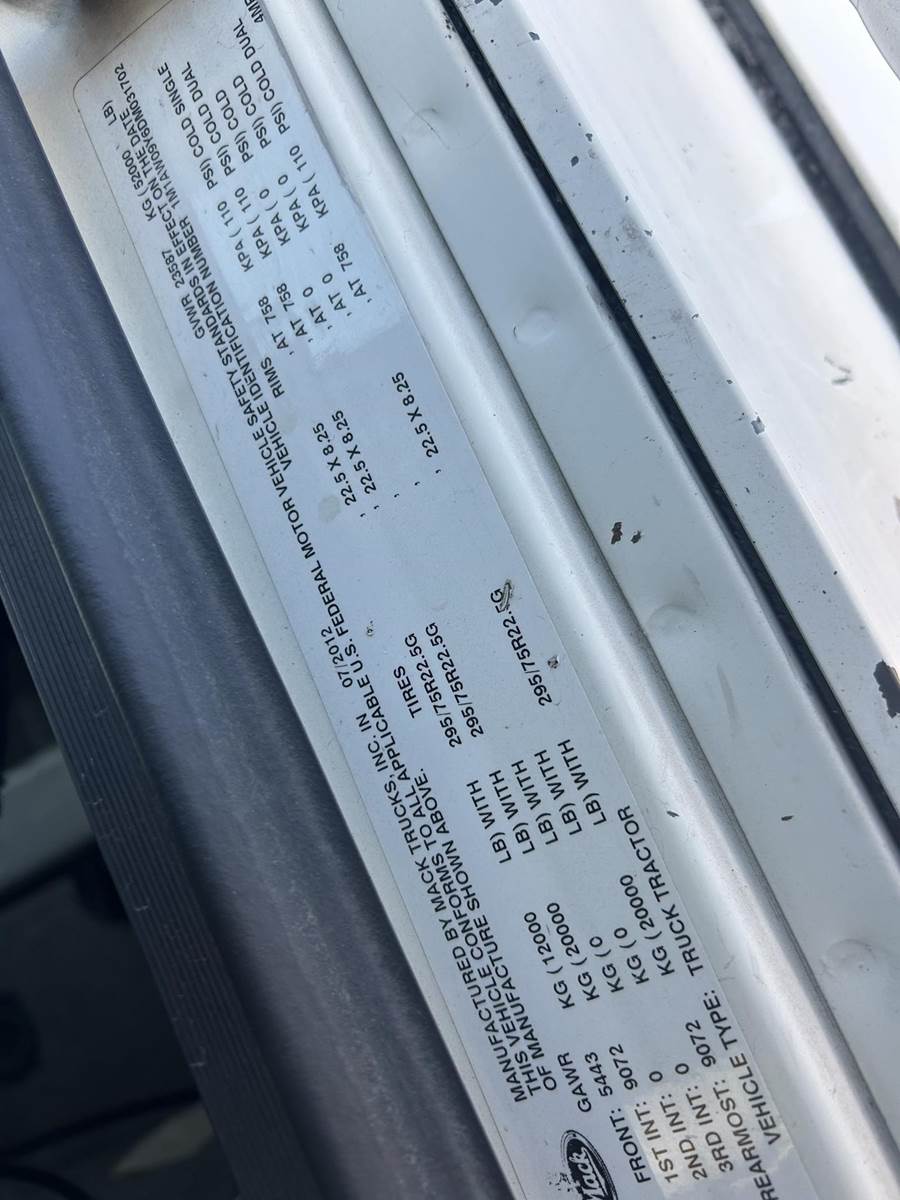 MANUFACTURED BY MACK TRUCKS, INC. IN 07/2012 GVWR 23587 KG (52000 LB)
THIS VEHICLE CONFORMS TO ALL APPLICABLE U.S. FEDERAL MOTOR VEHICLE SAFETY STANDARDS IN EFFECT ON THE DATE
OF MANUFACTURE SHOWN ABOVE. VEHICLE IDENTIFICATION NUMBER 1M1AW09Y6DM031702
GAWR TIRES RIMS
FRONT: 5443 KG (12000 LB) WITH 295/75R22.5G , 22.5 X 8.25 , AT 758 KPA ( 110 PSI) COLD SINGLE
1ST INT: 9072 KG (20000 LB) WITH 295/75R22.5G , 22.5 X 8.25 , AT 758 KPA ( 110 PSI) COLD DUAL
2ND INT: 0 KG ( 0 LB) WITH , , AT 0 KPA ( 0 PSI) COLD
3RD INT: 0 KG ( 0 LB) WITH , , AT 0 KPA ( 0 PSI) COLD DUAL
REARMOST: 9072 KG (20000 LB) WITH 295/75R22.5G , 22.5 X 8.25 , AT 758 KPA ( 110 PSI) COLD DUAL
VEHICLE TYPE: TRUCK TRACTOR
Mack